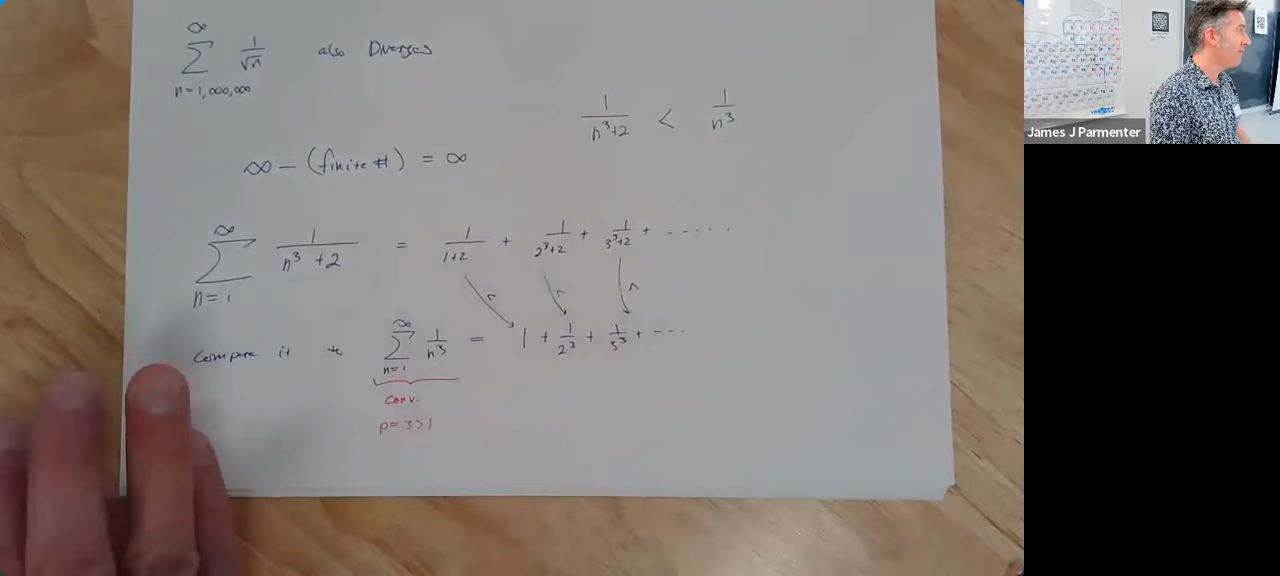 ∞
∑ 1/√n also Diverges
n=1,000,000
1/(n³+2) < 1/n³
∞ - (finite #) = ∞
∞
∑ 1/(n³+2) = 1/(1+2) + 1/(2³+2) + 1/(3³+2) + .....
n=1
∞
Compare it to ∑ 1/n³ = 1 + 1/2³ + 1/3³ + ...
n=1
Conv.
p=3>1
James J Parmenter